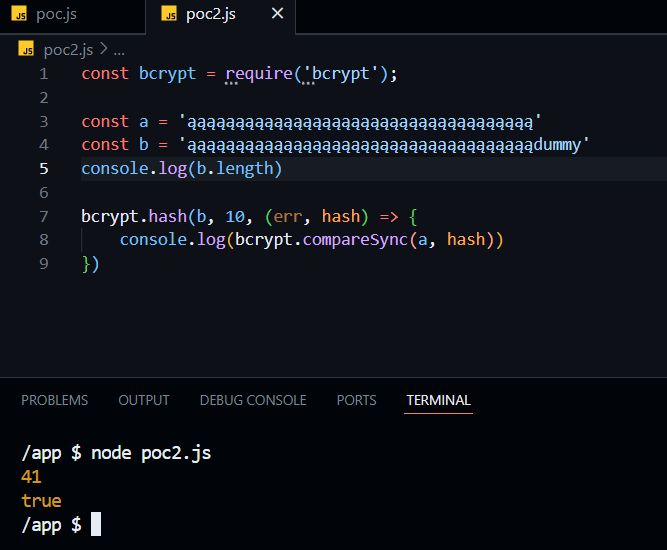 JS poc.js
JS poc2.js ×
JS poc2.js > ...
1 const bcrypt = require('bcrypt');
2
3 const a = 'ąąąąąąąąąąąąąąąąąąąąąąąąąąąąąąąąąąąą'
4 const b = 'ąąąąąąąąąąąąąąąąąąąąąąąąąąąąąąąąąąąądummy'
5 console.log(b.length)
6
7 bcrypt.hash(b, 10, (err, hash) => {
8 console.log(bcrypt.compareSync(a, hash))
9 })
PROBLEMS OUTPUT DEBUG CONSOLE PORTS TERMINAL
/app $ node poc2.js
41
true
/app $